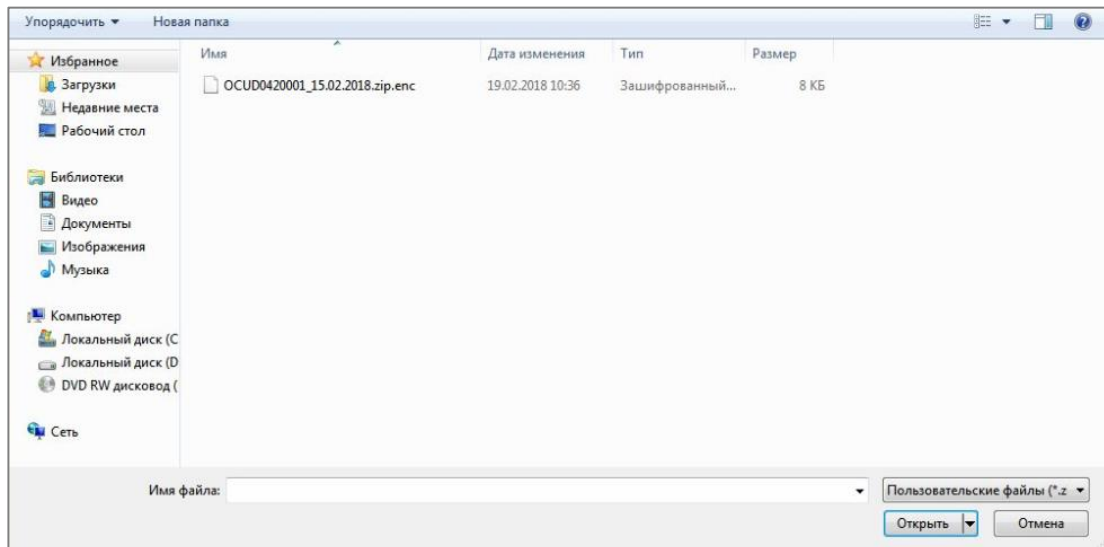 Упорядочить Новая папка
Имя Дата изменения Тип Размер
OCUD0420001_15.02.2018.zip.enc 19.02.2018 10:36 Зашифрованный... 8 КБ
Избранное
Загрузки
Недавние места
Рабочий стол
Библиотеки
Видео
Документы
Изображения
Музыка
Компьютер
Локальный диск (C
Локальный диск (D
DVD RW дисковод (
Сеть
Имя файла: Пользовательские файлы (*.z
Открыть Отмена